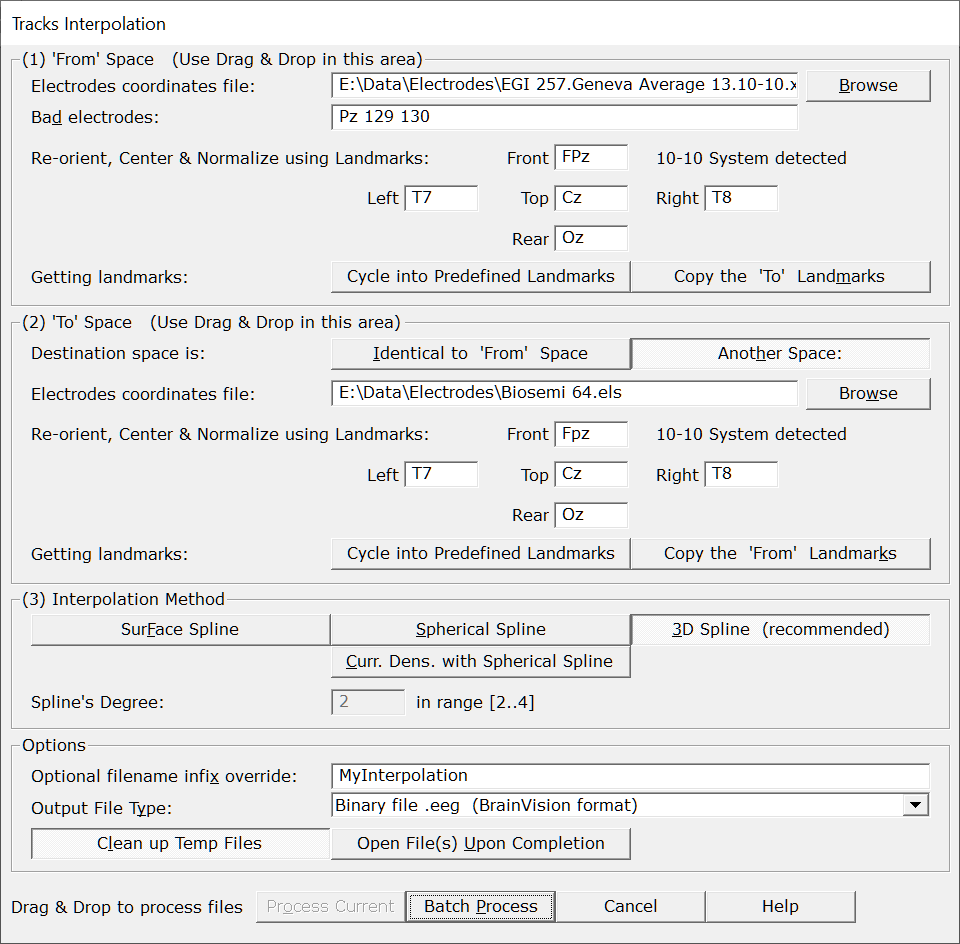 Tracks Interpolation
(1) 'From' Space (Use Drag & Drop in this area)
Electrodes coordinates file: E:\Data\Electrodes\EGI 257.Geneva Average 13.10-10.x Browse
Bad electrodes: Pz 129 130
Re-orient, Center & Normalize using Landmarks: Front FPz 10-10 System detected
Left T7 Top Cz Right T8
Rear Oz
Getting landmarks: Cycle into Predefined Landmarks Copy the 'To' Landmarks
(2) 'To' Space (Use Drag & Drop in this area)
Destination space is: Identical to 'From' Space Another Space:
Electrodes coordinates file: E:\Data\Electrodes\Biosemi 64.els Browse
Re-orient, Center & Normalize using Landmarks: Front Fpz 10-10 System detected
Left T7 Top Cz Right T8
Rear Oz
Getting landmarks: Cycle into Predefined Landmarks Copy the 'From' Landmarks
(3) Interpolation Method
SurFace Spline Spherical Spline 3D Spline (recommended)
Curr. Dens. with Spherical Spline
Spline's Degree: 2 in range [2..4]
Options
Optional filename infix override: MyInterpolation
Output File Type: Binary file .eeg (BrainVision format)
Clean up Temp Files Open File(s) Upon Completion
Drag & Drop to process files Process Current Batch Process Cancel Help